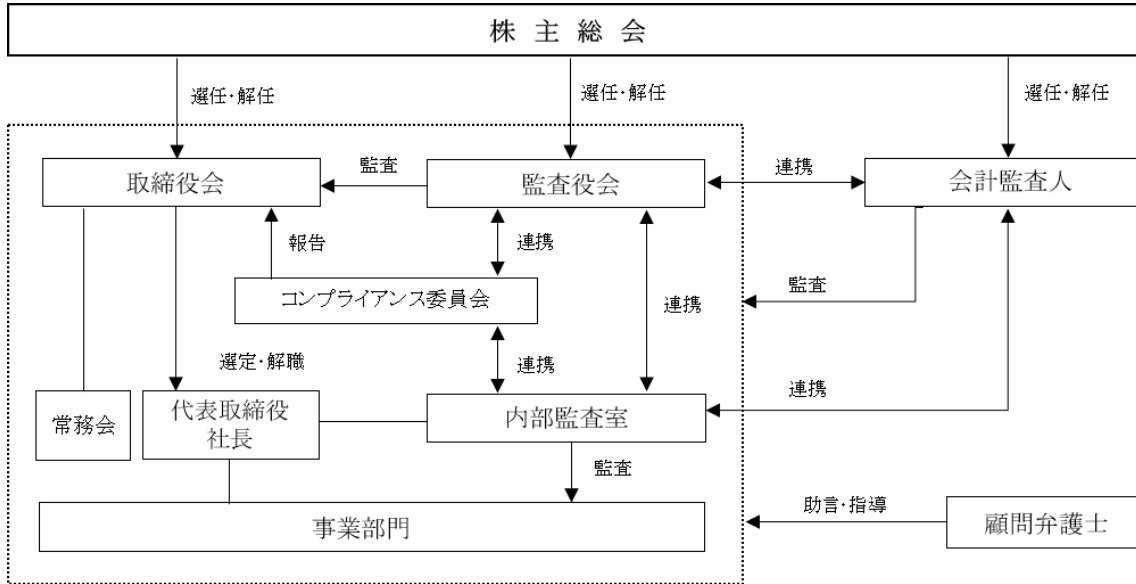 株主総会
選任・解任
選任・解任
選任・解任
取締役会
監査
監査役会
連携
会計監査人
報告
連携
コンプライアンス委員会
監査
連携
選定・解職
連携
常務会
代表取締役
社長
内部監査室
連携
監査
事業部門
助言・指導
顧問弁護士